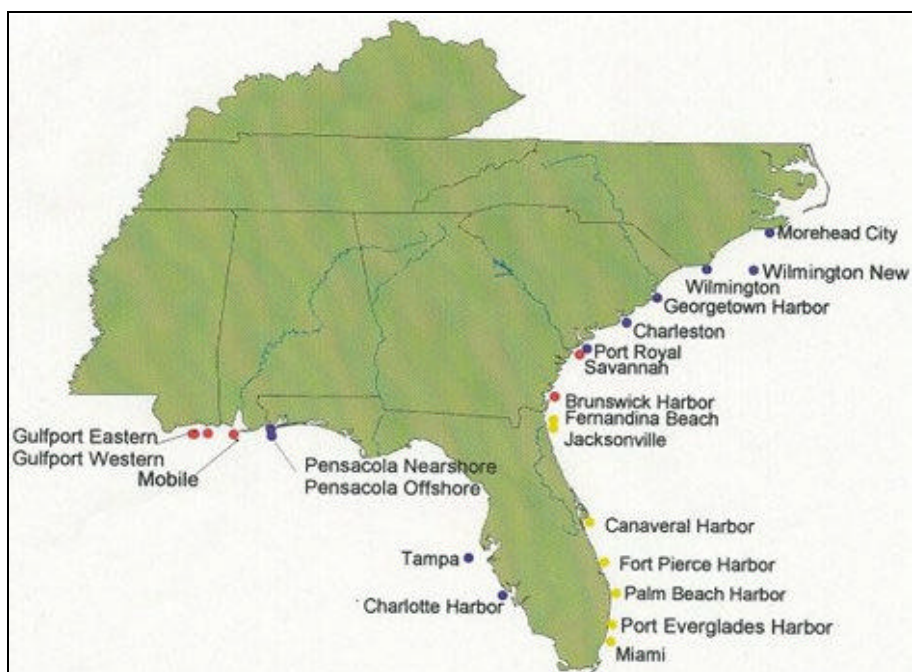 Morehead City
Wilmington New
Wilmington
Georgetown Harbor
Charleston
Port Royal
Savannah
Brunswick Harbor
Fernandina Beach
Jacksonville
Gulfport Eastern
Gulfport Western
Mobile
Pensacola Nearshore
Pensacola Offshore
Canaveral Harbor
Tampa
Fort Pierce Harbor
Palm Beach Harbor
Charlotte Harbor
Port Everglades Harbor
Miami